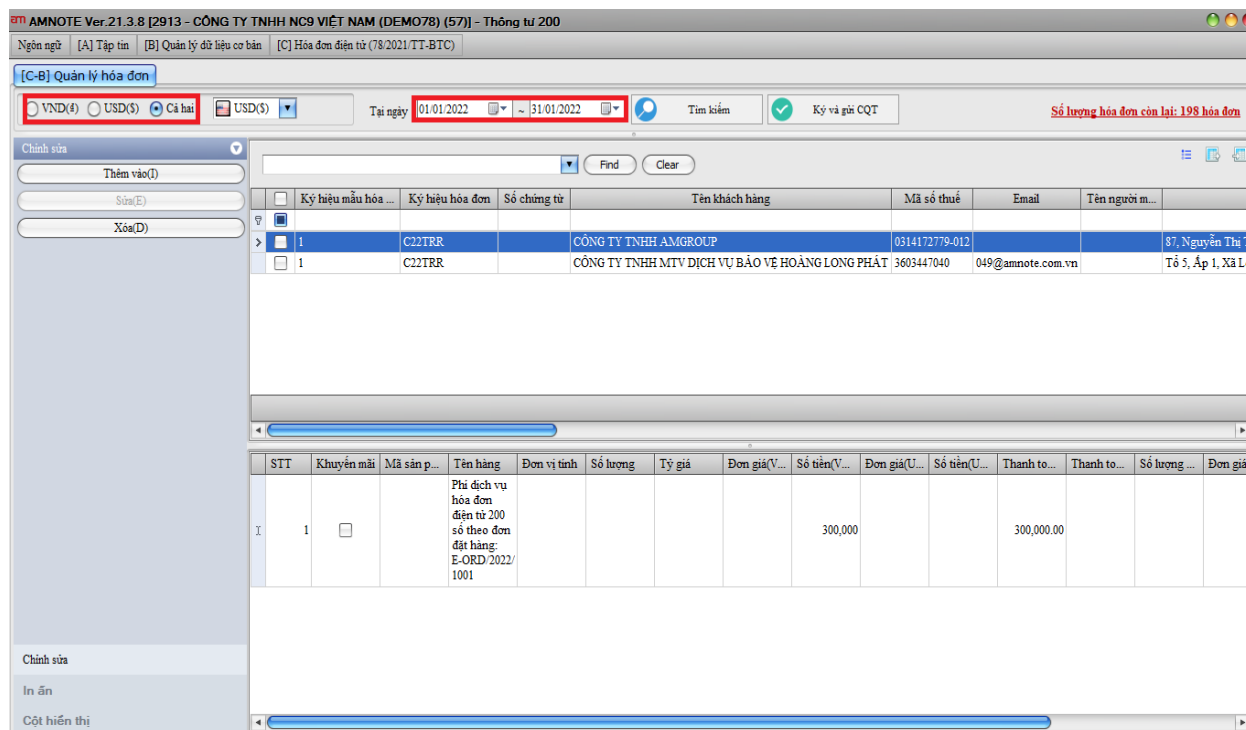 am AMNOTE Ver.21.3.8 [2913 - CÔNG TY TNHH NC9 VIỆT NAM (DEMO78) (57)] - Thông tư 200
Ngôn ngữ [A] Tập tin [B] Quản lý dữ liệu cơ bản [C] Hóa đơn điện tử (78/2021/TT-BTC)
[C-B] Quản lý hóa đơn
VND(₫) USD($) Cả hai USD($) Tại ngày 01/01/2022 ~ 31/01/2022 Tìm kiếm Ký và gửi CQT Số lượng hóa đơn còn lại: 198 hóa đơn
Chỉnh sửa
Thêm vào(I)
Sửa(E)
Xóa(D)
Find Clear
Ký hiệu mẫu hóa ... Ký hiệu hóa đơn Số chứng từ Tên khách hàng Mã số thuế Email Tên người m...
1 C22TRR CÔNG TY TNHH AMGROUP 0314172779-012 87, Nguyễn Thị
1 C22TRR CÔNG TY TNHH MTV DỊCH VỤ BẢO VỆ HOÀNG LONG PHÁT 3603447040 049@amnote.com.vn Tổ 5, Ấp 1, Xã L
STT Khuyến mãi Mã sản p... Tên hàng Đơn vị tính Số lượng Tỷ giá Đơn giá(V... Số tiền(V... Đơn giá(U... Số tiền(U... Thanh to... Thanh to... Số lượng ... Đơn giá
Phí dịch vụ
hóa đơn
điện tử 200
1 số theo đơn 300,000 300,000.00
đặt hàng:
E-ORD/2022/
1001
Chỉnh sửa
In ấn
Cột hiển thị